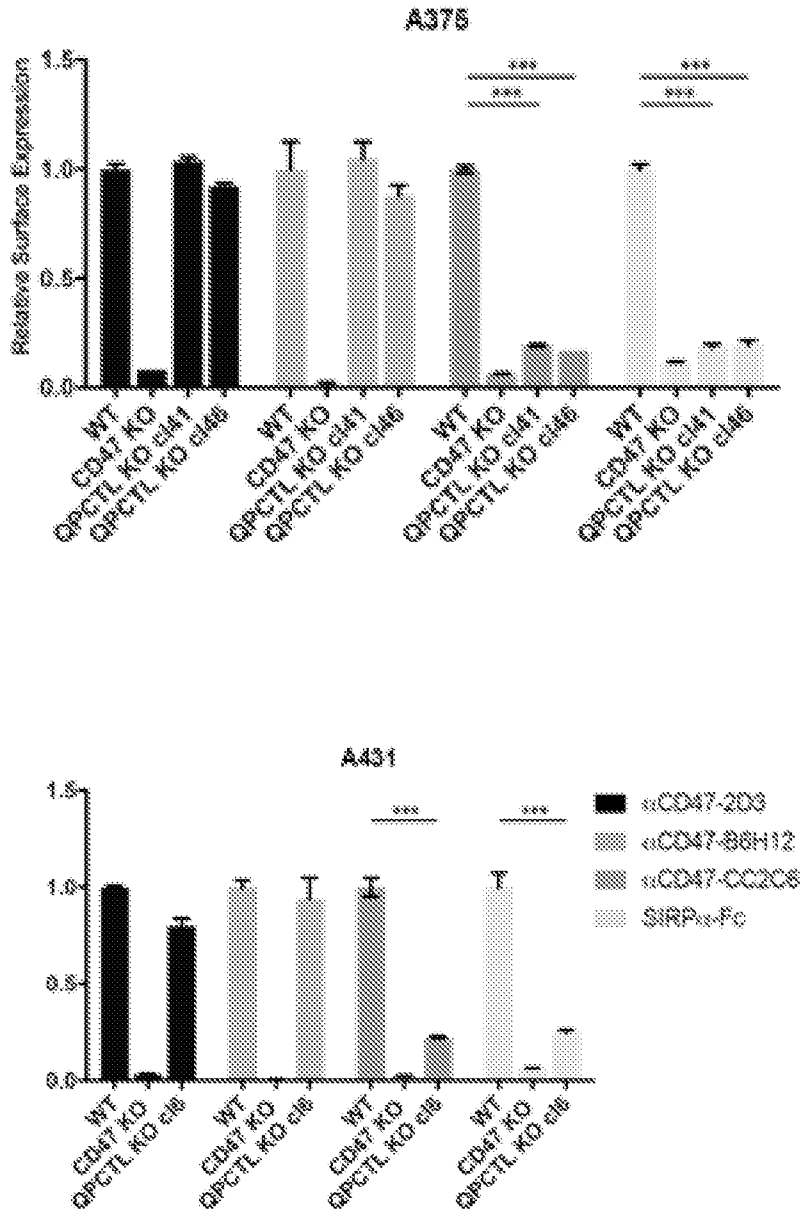 A375
Relative Surface Expression
1.5
1.0
0.5
0.0
***
***
***
***
WT
CD47 KO
QPCTL KO cl41
QPCTL KO cl46
WT
CD47 KO
QPCTL KO cl41
QPCTL KO cl46
WT
CD47 KO
QPCTL KO cl41
QPCTL KO cl46
WT
CD47 KO
QPCTL KO cl41
QPCTL KO cl46
A431
1.5
1.0
0.5
0.0
***
***
αCD47-2D3
αCD47-B6H12
αCD47-CC2C6
SIRPα-Fc
WT
CD47 KO
QPCTL KO cl6
WT
CD47 KO
QPCTL KO cl6
WT
CD47 KO
QPCTL KO cl6
WT
CD47 KO
QPCTL KO cl6